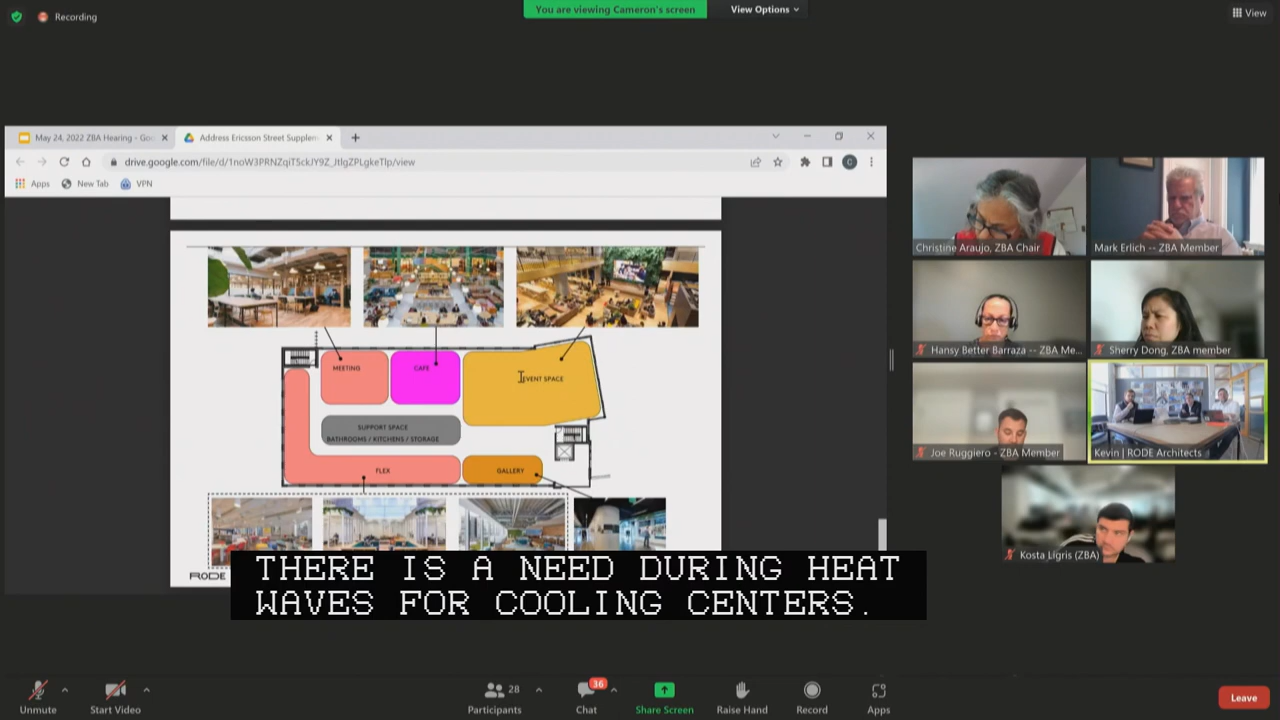 Recording
You are viewing Cameron's screen
View Options
View
May 24, 2022 ZBA Hearing - Goo
Address Ericsson Street Supplem
drive.google.com/file/d/1noW3PRNZqiT5ckJY9Z_JtlgZPLgkeTlp/view
Apps
New Tab
VPN
MEETING
CAFE
EVENT SPACE
SUPPORT SPACE
BATHROOMS / KITCHENS / STORAGE
FLEX
GALLERY
RODE
THERE IS A NEED DURING HEAT
WAVES FOR COOLING CENTERS.
Christine Araujo, ZBA Chair
Mark Erlich -- ZBA Member
Hansy Better Barraza -- ZBA Me...
Sherry Dong, ZBA member
Joe Ruggiero - ZBA Member
Kevin | RODE Architects
Kosta Ligris (ZBA)
Unmute
Start Video
28
Participants
36
Chat
Share Screen
Raise Hand
Record
Apps
Leave